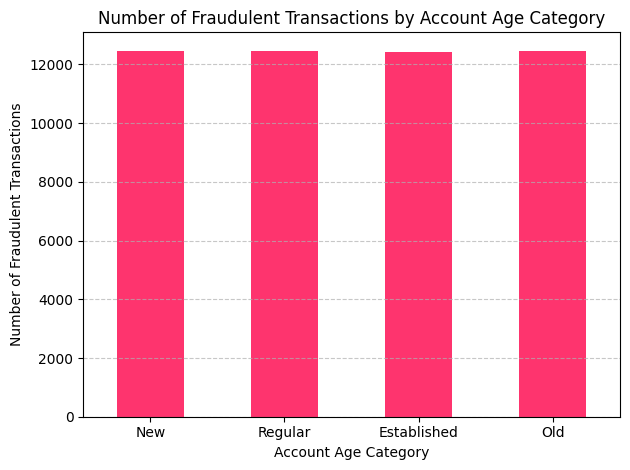 Number of Fraudulent Transactions by Account Age Category
Number of Fraudulent Transactions
12000
10000
8000
6000
4000
2000
0
New Regular Established Old
Account Age Category